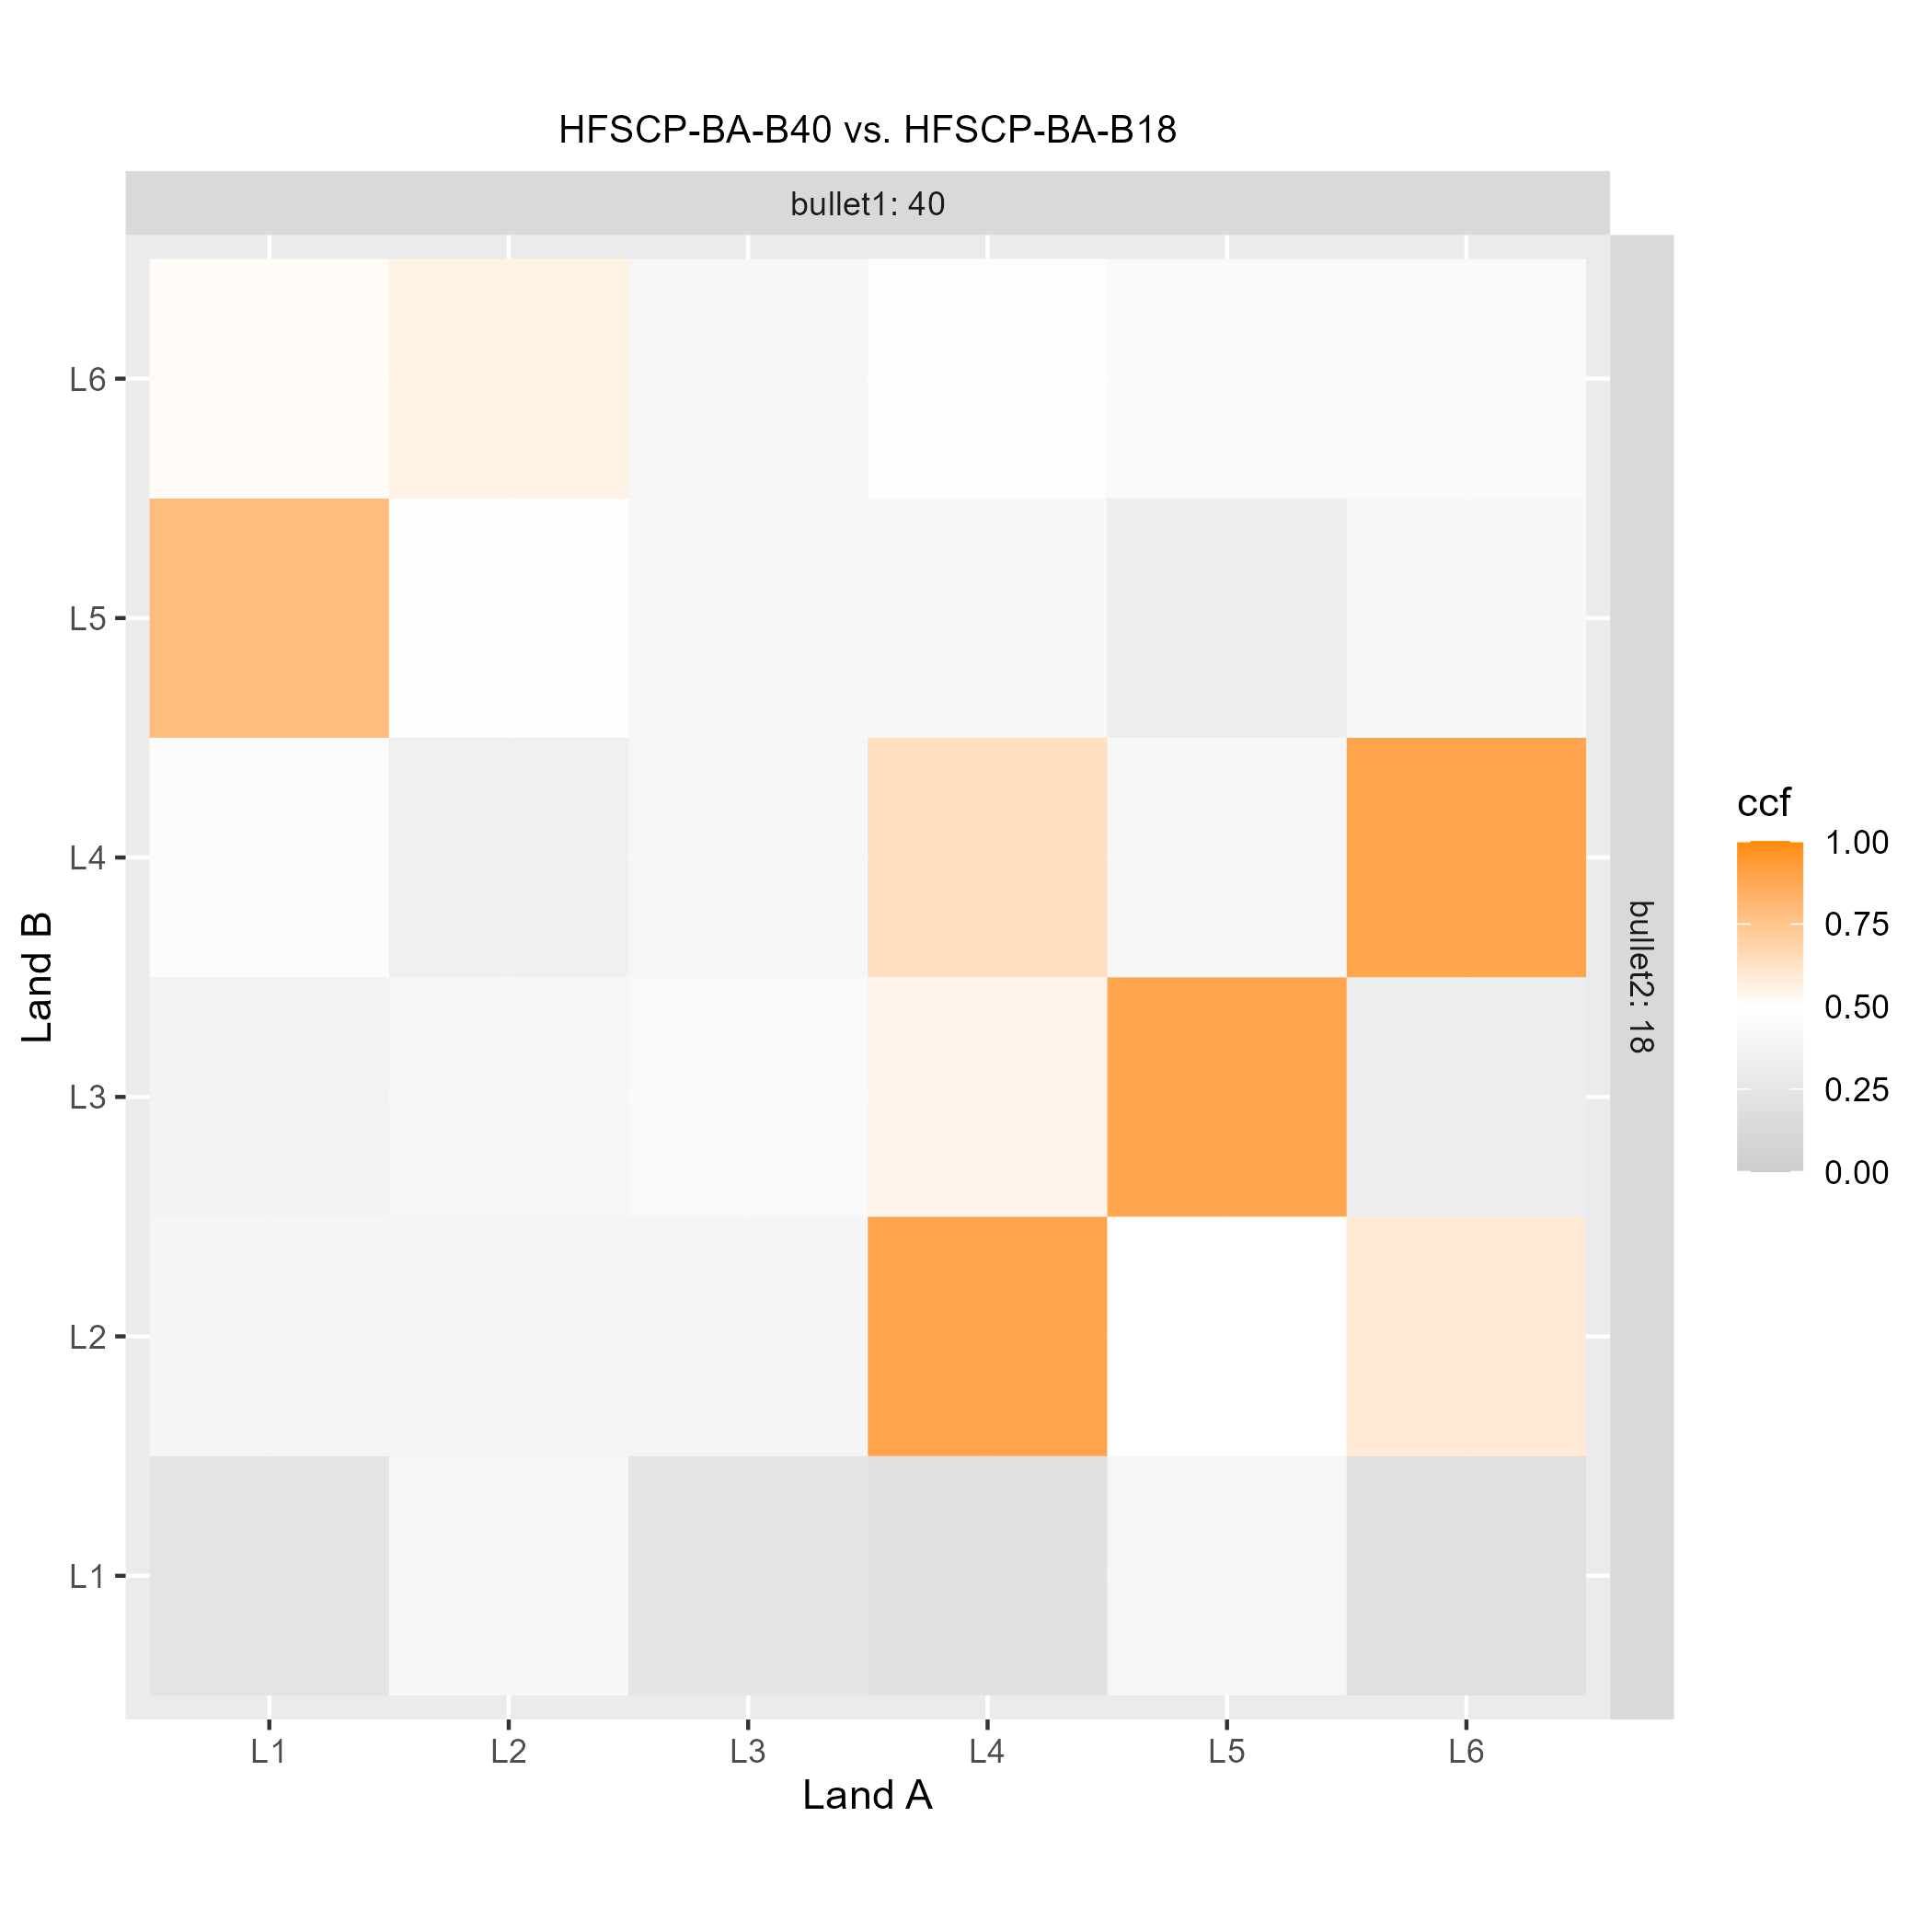 HFSCP-BA-B40 vs. HFSCP-BA-B18
bullet1: 40
L6
L5
L4
L3
L2
L1
Land B
bullet2: 18
L1 L2 L3 L4 L5 L6
Land A
ccf
1.00
0.75
0.50
0.25
0.00